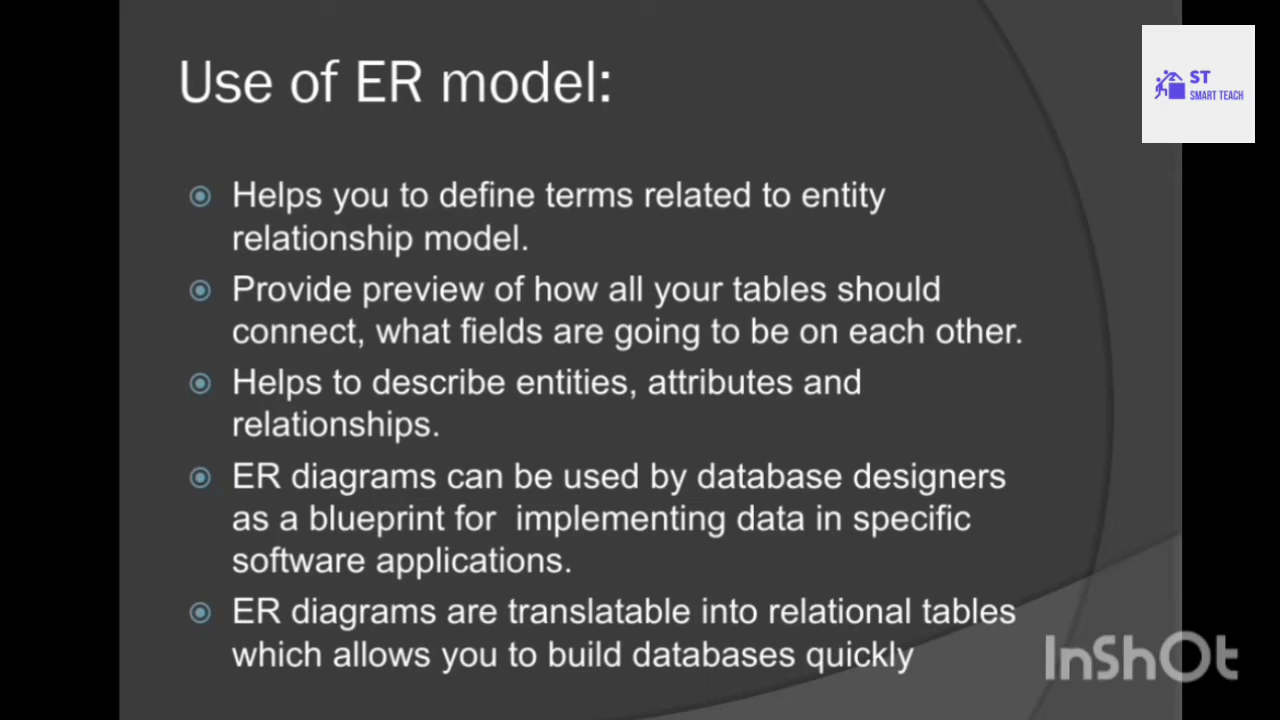 Use of ER model:
ST
SMART TEACH
Helps you to define terms related to entity
relationship model.
Provide preview of how all your tables should
connect, what fields are going to be on each other.
Helps to describe entities, attributes and
relationships.
ER diagrams can be used by database designers
as a blueprint for  implementing data in specific
software applications.
ER diagrams are translatable into relational tables
which allows you to build databases quickly
InShOt